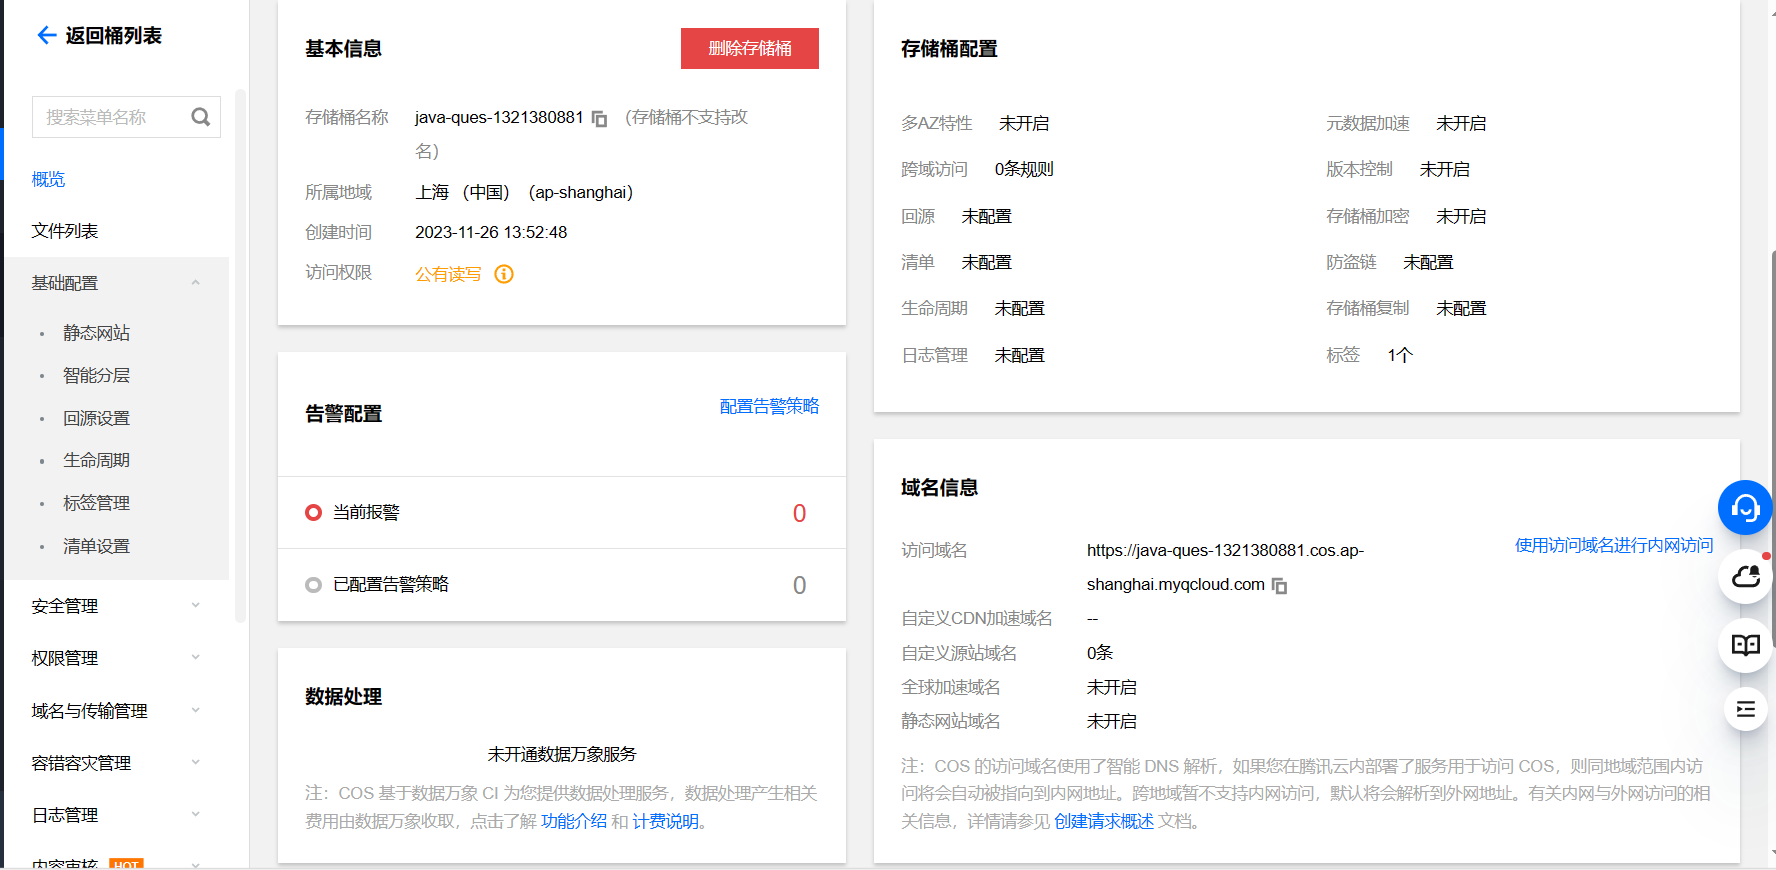 返回桶列表
搜索菜单名称
概览
文件列表
基础配置
静态网站
智能分层
回源设置
生命周期
标签管理
清单设置
安全管理
权限管理
域名与传输管理
容错容灾管理
日志管理
内容审核 HOT
基本信息
删除存储桶
存储桶名称 java-ques-1321380881 （存储桶不支持改
名）
所属地域 上海 （中国）（ap-shanghai）
创建时间 2023-11-26 13:52:48
访问权限 公有读写
告警配置
配置告警策略
当前报警 0
已配置告警策略 0
数据处理
未开通数据万象服务
注：COS 基于数据万象 CI 为您提供数据处理服务，数据处理产生相关
费用由数据万象收取，点击了解 功能介绍 和 计费说明。
存储桶配置
多AZ特性 未开启 元数据加速 未开启
跨域访问 0条规则 版本控制 未开启
回源 未配置 存储桶加密 未开启
清单 未配置 防盗链 未配置
生命周期 未配置 存储桶复制 未配置
日志管理 未配置 标签 1个
域名信息
访问域名 https://java-ques-1321380881.cos.ap- 使用访问域名进行内网访问
shanghai.myqcloud.com
自定义CDN加速域名 --
自定义源站域名 0条
全球加速域名 未开启
静态网站域名 未开启
注：COS 的访问域名使用了智能 DNS 解析，如果您在腾讯云内部署了服务用于访问 COS，则同地域范围内访
问将会自动被指向到内网地址。跨地域暂不支持内网访问，默认将会解析到外网地址。有关内网与外网访问的相
关信息，详情请参见 创建请求概述 文档。